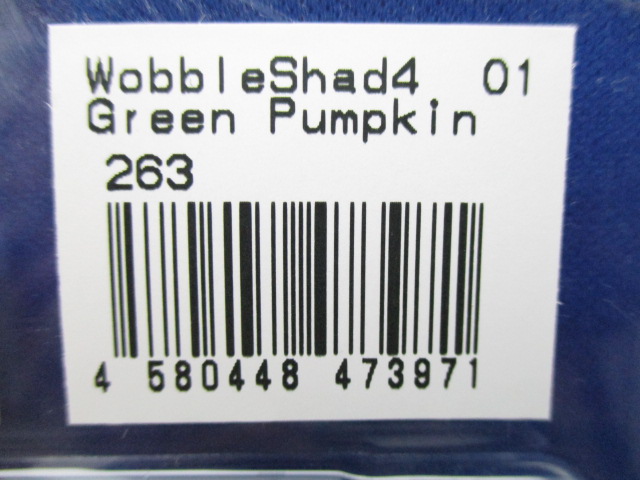 WobbleShad4 01
Green Pumpkin
263
4 580448 473971